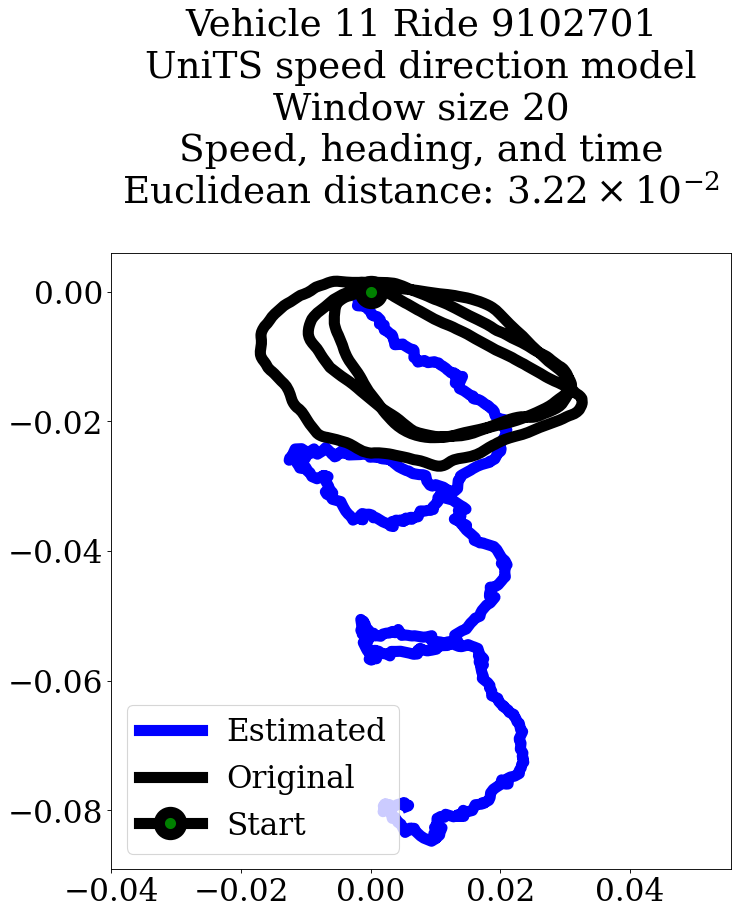 Vehicle 11 Ride 9102701
UniTS speed direction model
Window size 20
Speed, heading, and time
Euclidean distance: 3.22 × 10⁻²
0.00
−0.02
−0.04
−0.06
−0.08
Estimated
Original
Start
−0.04 −0.02 0.00 0.02 0.04